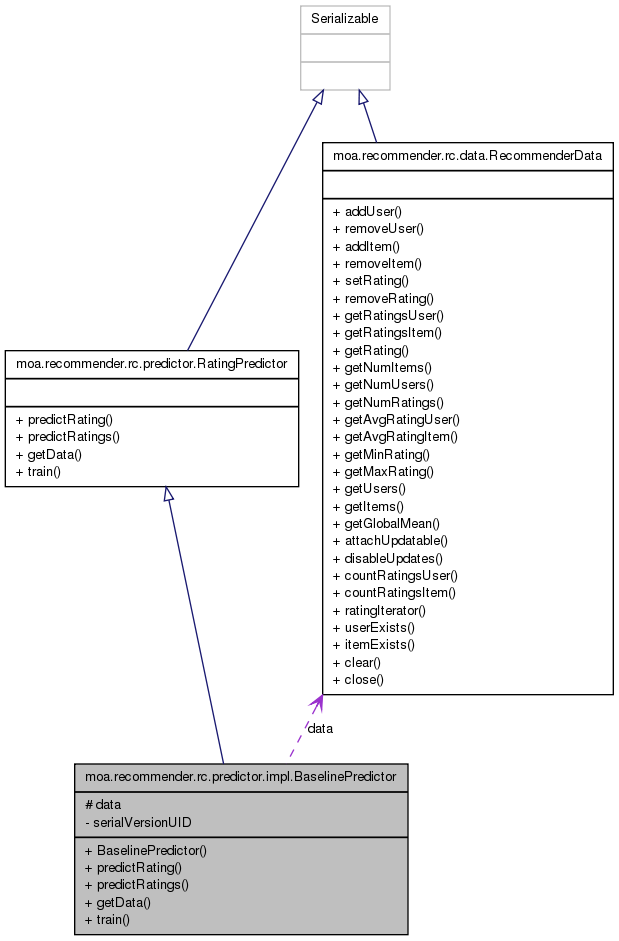 Serializable
moa.recommender.rc.data.RecommenderData
+ addUser()
+ removeUser()
+ addItem()
+ removeItem()
+ setRating()
+ removeRating()
+ getRatingsUser()
+ getRatingsItem()
+ getRating()
+ getNumItems()
+ getNumUsers()
+ getNumRatings()
+ getAvgRatingUser()
+ getAvgRatingItem()
+ getMinRating()
+ getMaxRating()
+ getUsers()
+ getItems()
+ getGlobalMean()
+ attachUpdatable()
+ disableUpdates()
+ countRatingsUser()
+ countRatingsItem()
+ ratingIterator()
+ userExists()
+ itemExists()
+ clear()
+ close()
moa.recommender.rc.predictor.RatingPredictor
+ predictRating()
+ predictRatings()
+ getData()
+ train()
data
moa.recommender.rc.predictor.impl.BaselinePredictor
# data
- serialVersionUID
+ BaselinePredictor()
+ predictRating()
+ predictRatings()
+ getData()
+ train()